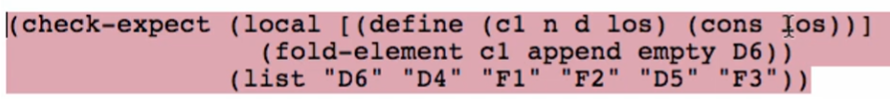 (check-expect (local [(define (c1 n d los) (cons los))]
(fold-element c1 append empty D6))
(list "D6" "D4" "F1" "F2" "D5" "F3"))